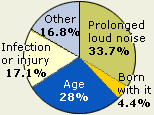 Other
16.8%
Prolonged
loud noise
33.7%
Infection
or injury
17.1%
Age
28%
Born
with it
4.4%